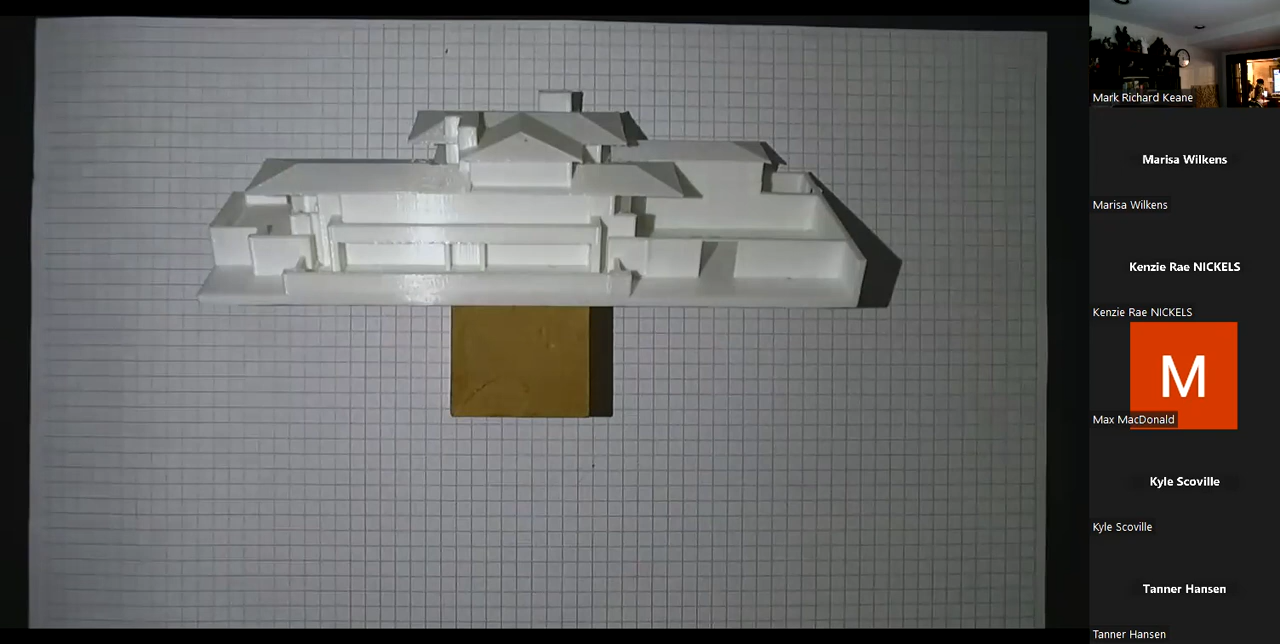 Mark Richard Keane
Marisa Wilkens
Marisa Wilkens
Kenzie Rae NICKELS
Kenzie Rae NICKELS
M
Max MacDonald
Kyle Scoville
Kyle Scoville
Tanner Hansen
Tanner Hansen